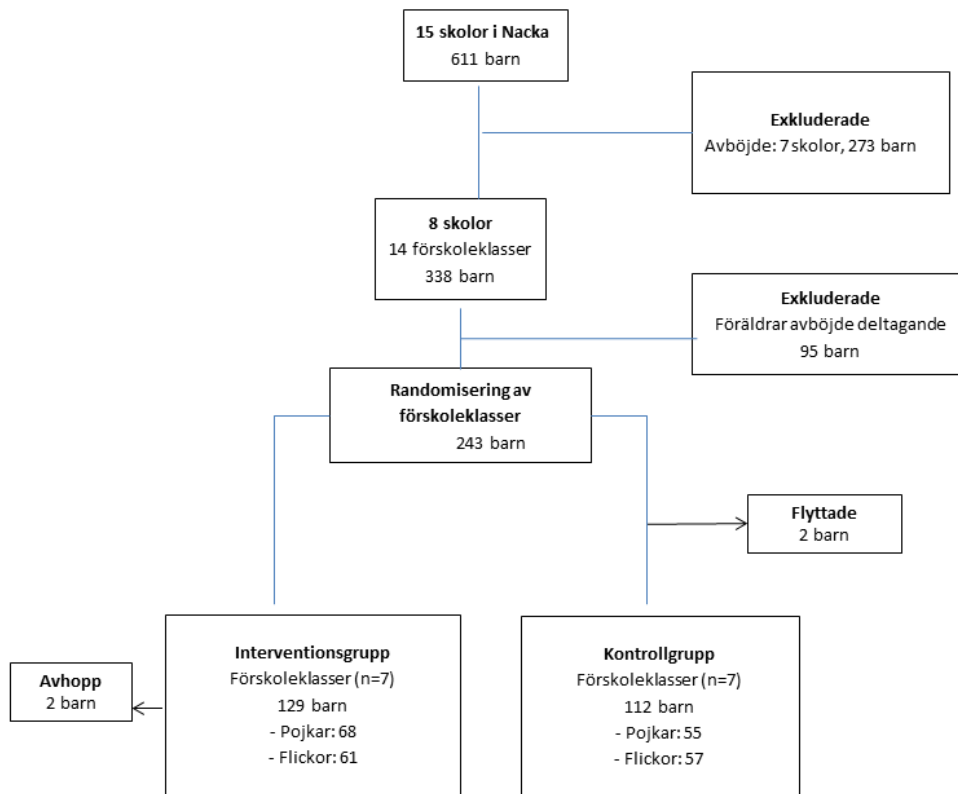 15 skolor i Nacka
611 barn
Exkluderade
Avböjde: 7 skolor, 273 barn
8 skolor
14 förskoleklasser
338 barn
Exkluderade
Föräldrar avböjde deltagande
95 barn
Randomisering av
förskoleklasser
243 barn
Flyttade
2 barn
Interventionsgrupp
Förskoleklasser (n=7)
129 barn
- Pojkar: 68
- Flickor: 61
Kontrollgrupp
Förskoleklasser (n=7)
112 barn
- Pojkar: 55
- Flickor: 57
Avhopp
2 barn